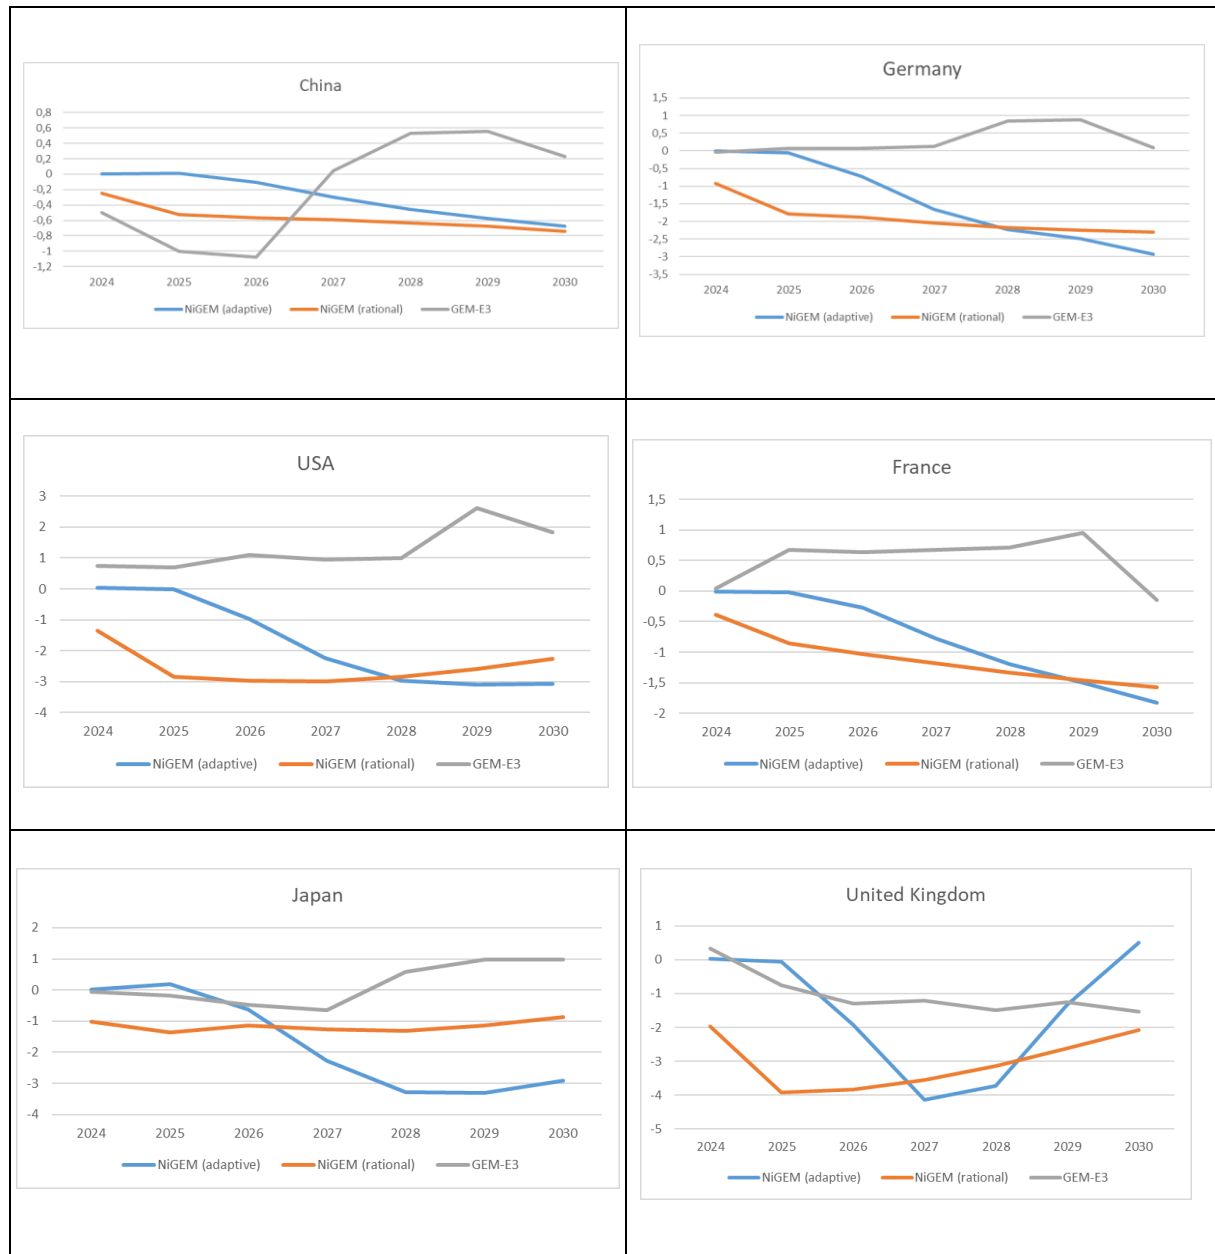 China
0,8
0,6
0,4
0,2
0
-0,2
-0,4
-0,6
-0,8
-1
-1,2
2024 2025 2026 2027 2028 2029 2030
NiGEM (adaptive) NiGEM (rational) GEM-E3
Germany
1,5
1
0,5
0
-0,5
-1
-1,5
-2
-2,5
-3
-3,5
2024 2025 2026 2027 2028 2029 2030
NiGEM (adaptive) NiGEM (rational) GEM-E3
USA
3
2
1
0
-1
-2
-3
-4
2024 2025 2026 2027 2028 2029 2030
NiGEM (adaptive) NiGEM (rational) GEM-E3
France
1,5
1
0,5
0
-0,5
-1
-1,5
-2
2024 2025 2026 2027 2028 2029 2030
NiGEM (adaptive) NiGEM (rational) GEM-E3
Japan
2
1
0
-1
-2
-3
-4
2024 2025 2026 2027 2028 2029 2030
NiGEM (adaptive) NiGEM (rational) GEM-E3
United Kingdom
1
0
-1
-2
-3
-4
-5
2024 2025 2026 2027 2028 2029 2030
NiGEM (adaptive) NiGEM (rational) GEM-E3